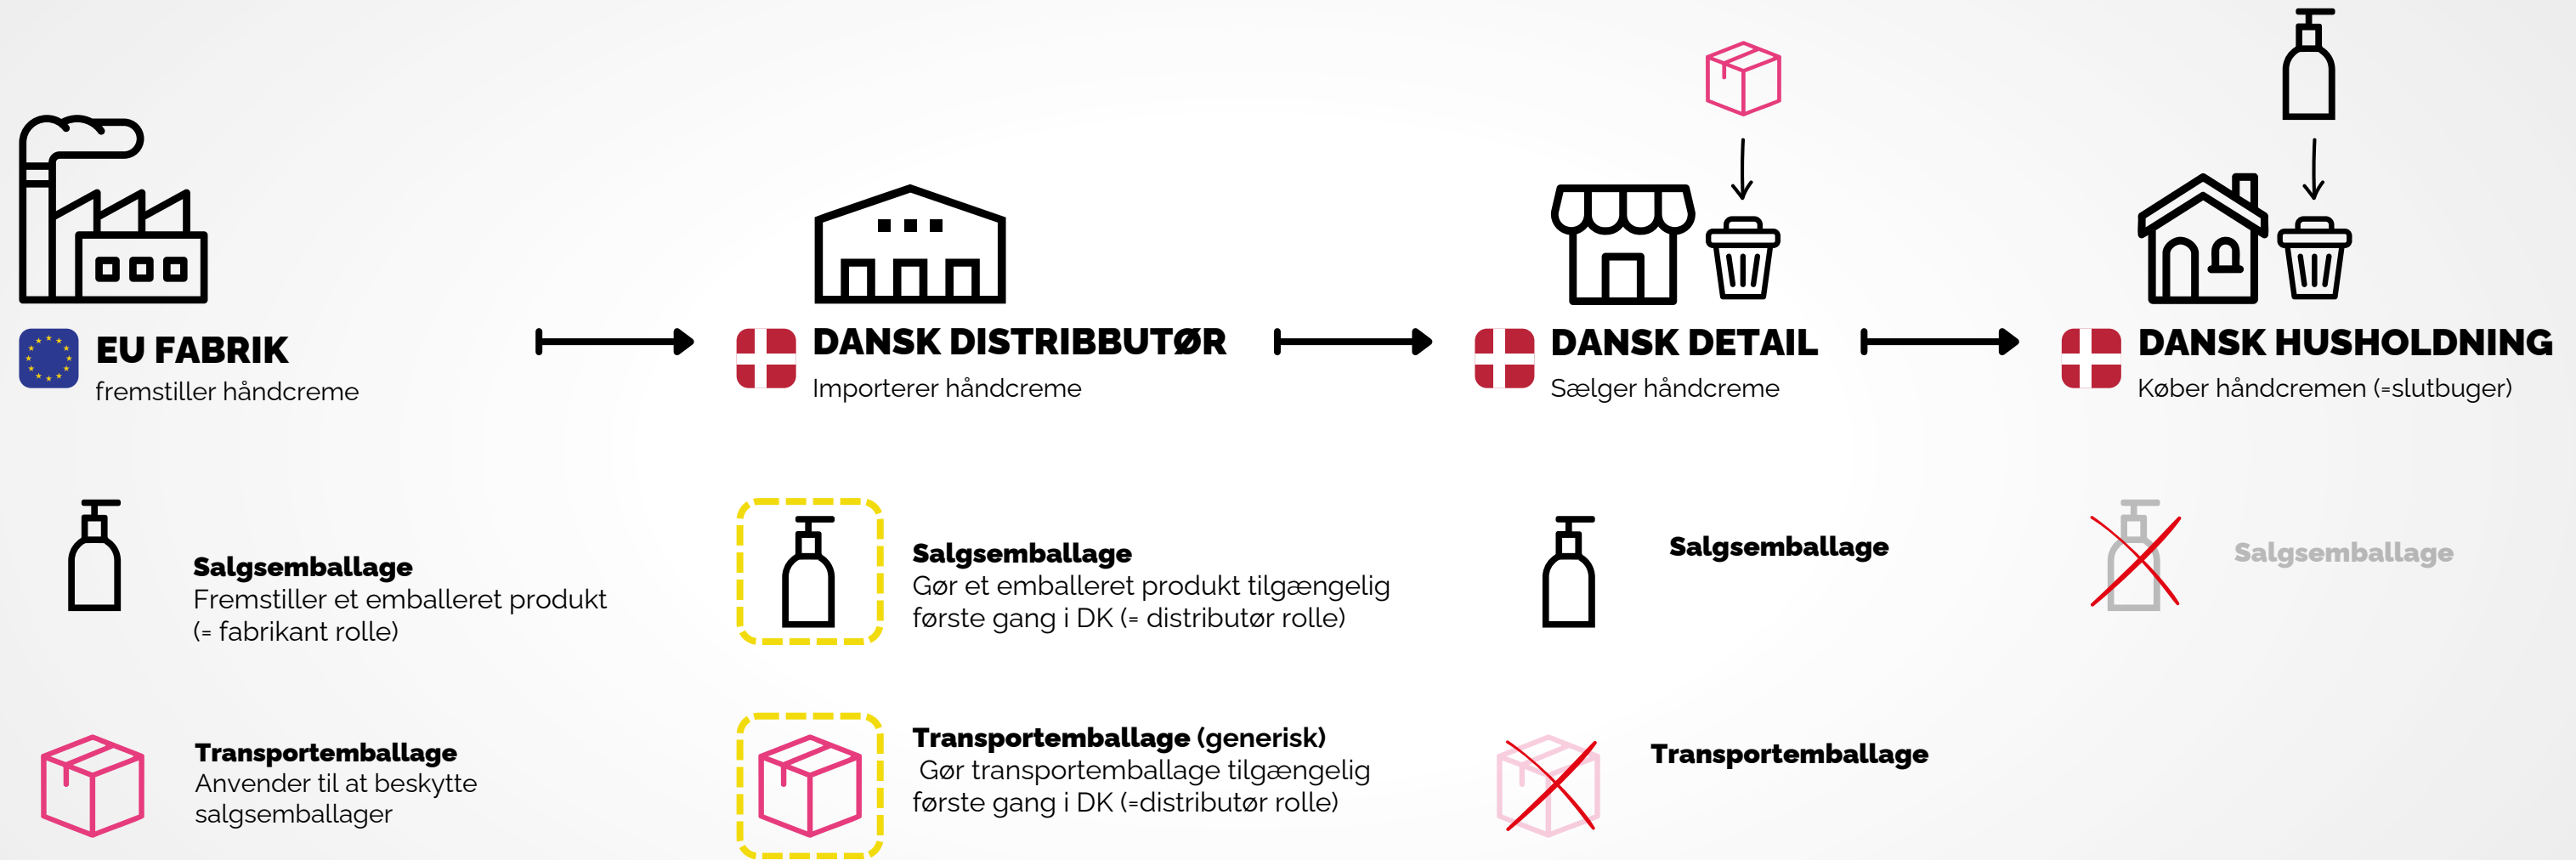 EU FABRIK
fremstiller håndcreme
DANSK DISTRIBBUTØR
Importerer håndcreme
DANSK DETAIL
Sælger håndcreme
DANSK HUSHOLDNING
Køber håndcremen (=slutbuger)
Salgsemballage
Fremstiller et emballeret produkt
(= fabrikant rolle)
Salgsemballage
Gør et emballeret produkt tilgængelig
første gang i DK (= distributør rolle)
Salgsemballage
Salgsemballage
Transportemballage
Anvender til at beskytte
salgsemballager
Transportemballage (generisk)
Gør transportemballage tilgængelig
første gang i DK (=distributør rolle)
Transportemballage